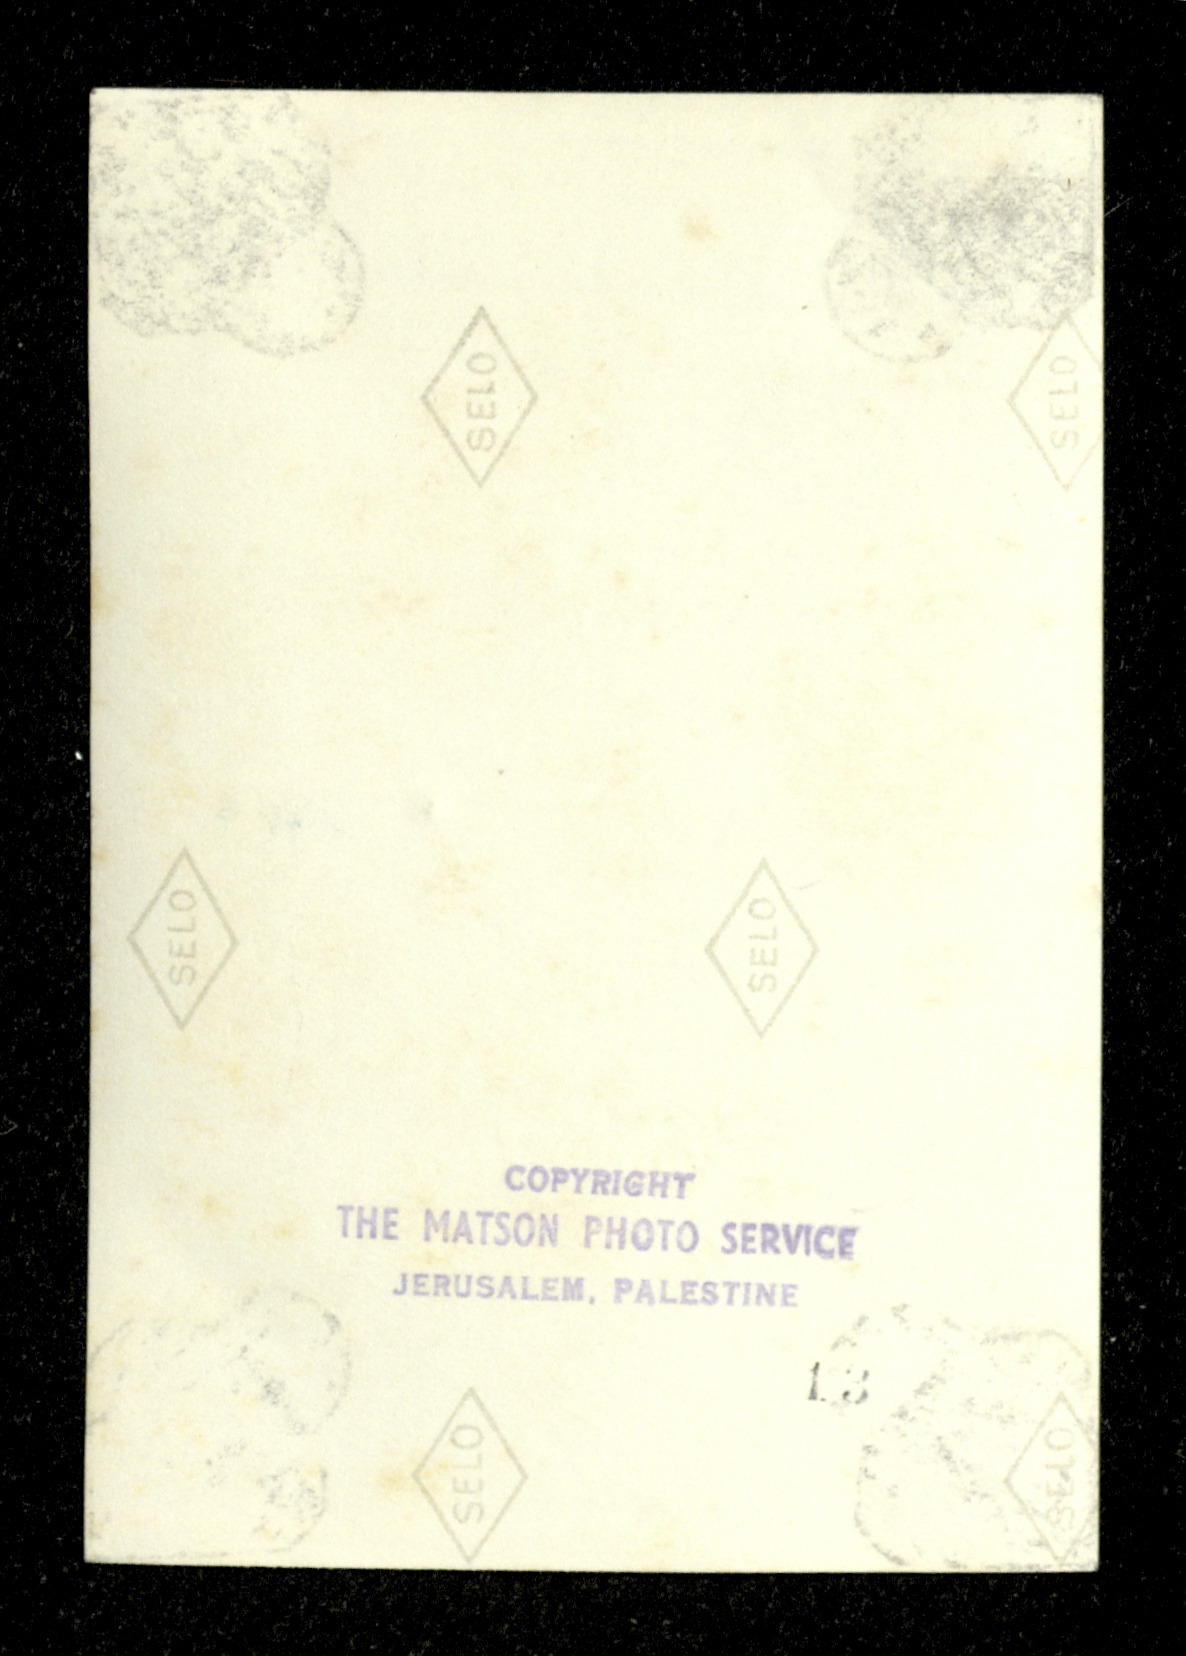 SELO
SELO
SELO
SELO
COPYRIGHT
THE MATSON PHOTO SERVICE
JERUSALEM, PALESTINE
SELO
SELO